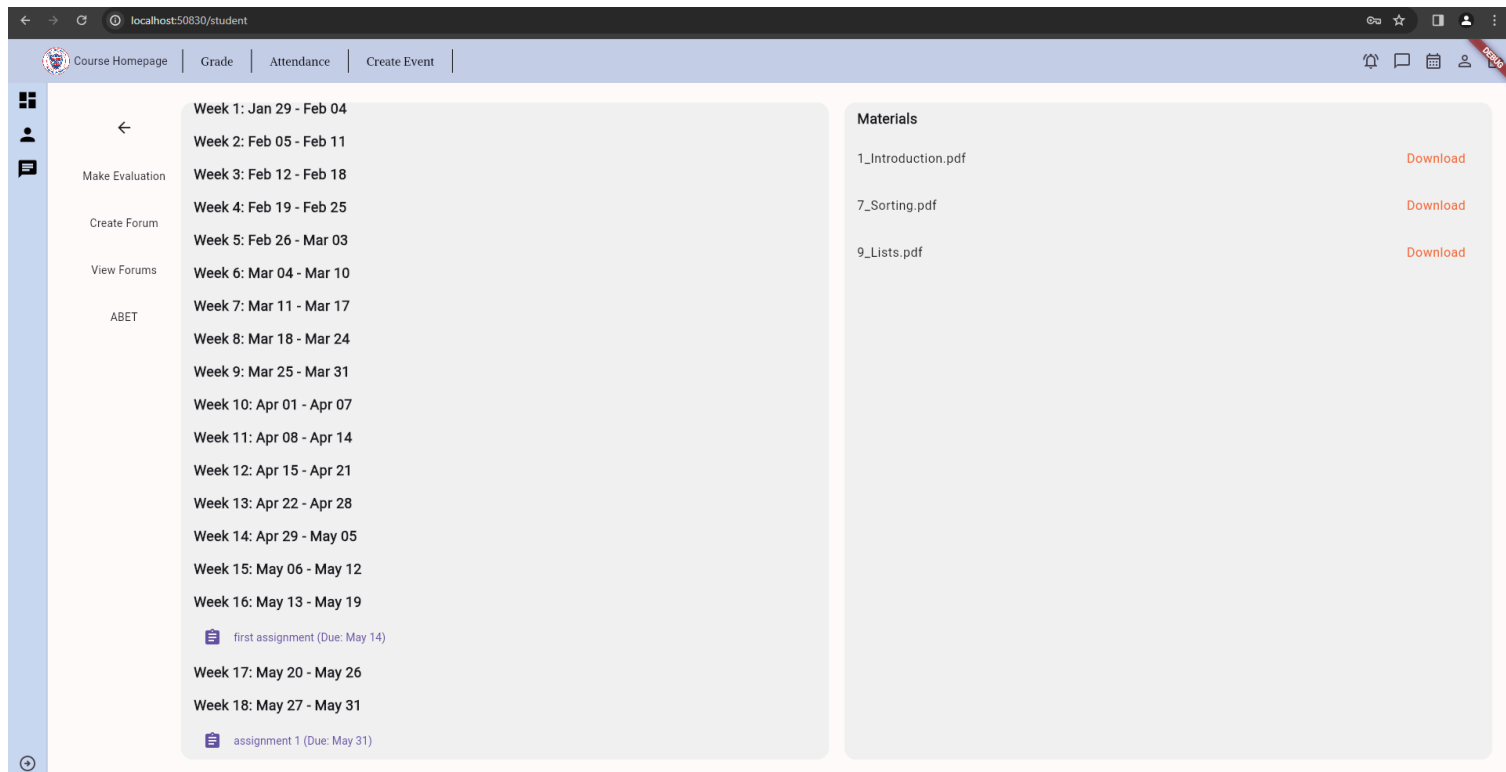 localhost:50830/student
Course Homepage
Grade
Attendance
Create Event
DEBUG
Make Evaluation
Create Forum
View Forums
ABET
Week 1: Jan 29 - Feb 04
Week 2: Feb 05 - Feb 11
Week 3: Feb 12 - Feb 18
Week 4: Feb 19 - Feb 25
Week 5: Feb 26 - Mar 03
Week 6: Mar 04 - Mar 10
Week 7: Mar 11 - Mar 17
Week 8: Mar 18 - Mar 24
Week 9: Mar 25 - Mar 31
Week 10: Apr 01 - Apr 07
Week 11: Apr 08 - Apr 14
Week 12: Apr 15 - Apr 21
Week 13: Apr 22 - Apr 28
Week 14: Apr 29 - May 05
Week 15: May 06 - May 12
Week 16: May 13 - May 19
first assignment (Due: May 14)
Week 17: May 20 - May 26
Week 18: May 27 - May 31
assignment 1 (Due: May 31)
Materials
1_Introduction.pdf Download
7_Sorting.pdf Download
9_Lists.pdf Download